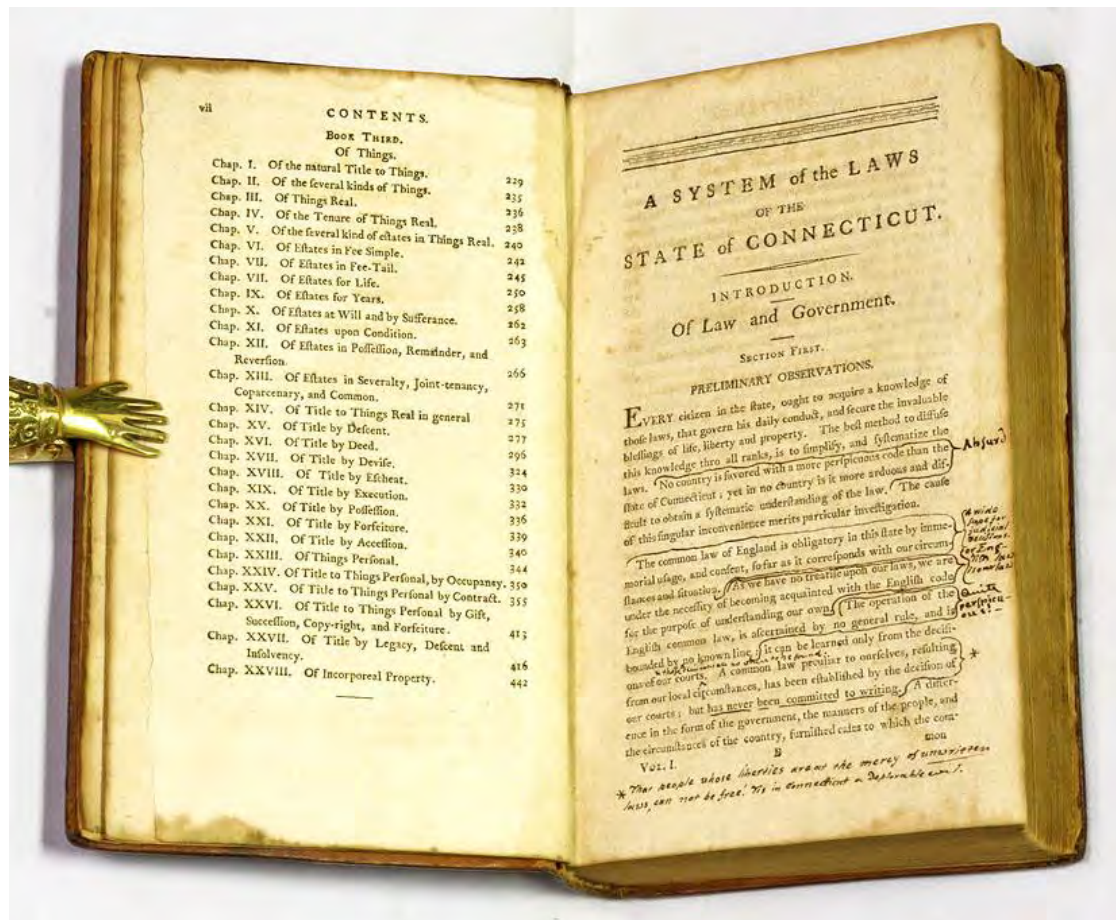 vii
CONTENTS.
Book Third.
Of Things.
Chap. I. Of the natural Title to Things. 229
Chap. II. Of the ſeveral kinds of Things. 235
Chap. III. Of Things Real. 236
Chap. IV. Of the Tenure of Things Real. 238
Chap. V. Of the ſeveral kind of eſtates in Things Real. 240
Chap. VI. Of Eſtates in Fee Simple. 242
Chap. VII. Of Eſtates in Fee-Tail. 245
Chap. VII. Of Eſtates for Life. 250
Chap. IX. Of Eſtates for Years. 258
Chap. X. Of Eſtates at Will and by Sufferance. 262
Chap. XI. Of Eſtates upon Condition. 263
Chap. XII. Of Eſtates in Poſſeſſion, Remainder, and
Reverſion. 266
Chap. XIII. Of Eſtates in Severalty, Joint-tenancy,
Coparcenary, and Common. 271
Chap. XIV. Of Title to Things Real in general 275
Chap. XV. Of Title by Deſcent. 277
Chap. XVI. Of Title by Deed. 296
Chap. XVII. Of Title by Deviſe. 324
Chap. XVIII. Of Title by Eſcheat. 330
Chap. XIX. Of Title by Execution. 332
Chap. XX. Of Title by Poſſeſſion. 336
Chap. XXI. Of Title by Forfeiture. 339
Chap. XXII. Of Title by Acceſſion. 340
Chap. XXIII. Of Things Perſonal. 344
Chap. XXIV. Of Title to Things Perſonal, by Occupancy. 350
Chap. XXV. Of Title to Things Perſonal by Contract. 355
Chap. XXVI. Of Title to Things Perſonal by Gift,
Succeſſion, Copy-right, and Forfeiture. 413
Chap. XXVII. Of Title by Legacy, Deſcent and
Inſolvency. 416
Chap. XXVIII. Of Incorporeal Property. 442
A SYSTEM of the LAWS
OF THE
STATE of CONNECTICUT.
INTRODUCTION.
Of Law and Government.
Section First.
PRELIMINARY OBSERVATIONS.
EVERY citizen in the ſtate, ought to acquire a knowledge of
thoſe laws, that govern his daily conduct, and ſecure the invaluable
bleſſings of life, liberty and property. The beſt method to diffuſe
this knowledge thro all ranks, is to ſimplify, and ſyſtematize the
laws. No country is favored with a more perſpicuous code than the
ſtate of Connecticut; yet in no country is it more arduous and dif-
ficult to obtain a ſyſtematic underſtanding of the law. The cauſe
of this ſingular inconvenience merits particular inveſtigation.
The common law of England is obligatory in this ſtate by imme-
morial uſage, and conſent, ſo far as it correſponds with our circum-
ſtances and ſituation. As we have no treatiſe upon our laws, we are
under the neceſſity of becoming acquainted with the Engliſh code
for the purpoſe of underſtanding our own. The operation of the
Engliſh common law, is aſcertained by no general rule, and is
bounded by no known line; it can be learned only from the deciſi-
ons of our courts. A common law peculiar to ourſelves, reſulting
from our local circumſtances, has been eſtabliſhed by the deciſion of
our courts; but has never been committed to writing. A differ-
ence in the form of the government, the manners of the people, and
the circumſtances of the country, furniſhed caſes to which the com-
Vol. I. B mon
Absurd
A wide
for Eng-
Quite
perspicu-
ous! -
*
* That people whose liberties are at the mercy of unwritten
laws, can not be free! Tis in Connecticut a deplorable evil.